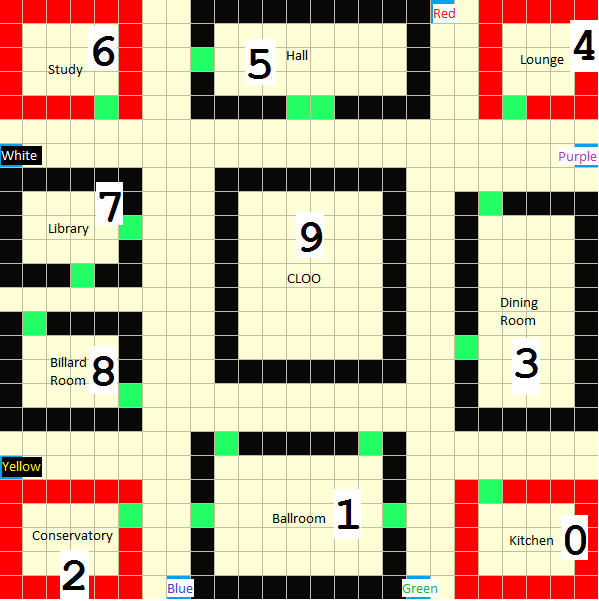 Red
6
Study
5
Hall
Lounge
4
White
Purple
7
Library
9
CLOO
Dining
Room
3
Billard
Room
8
Yellow
Conservatory
2
Ballroom
1
Kitchen
0
Blue
Green